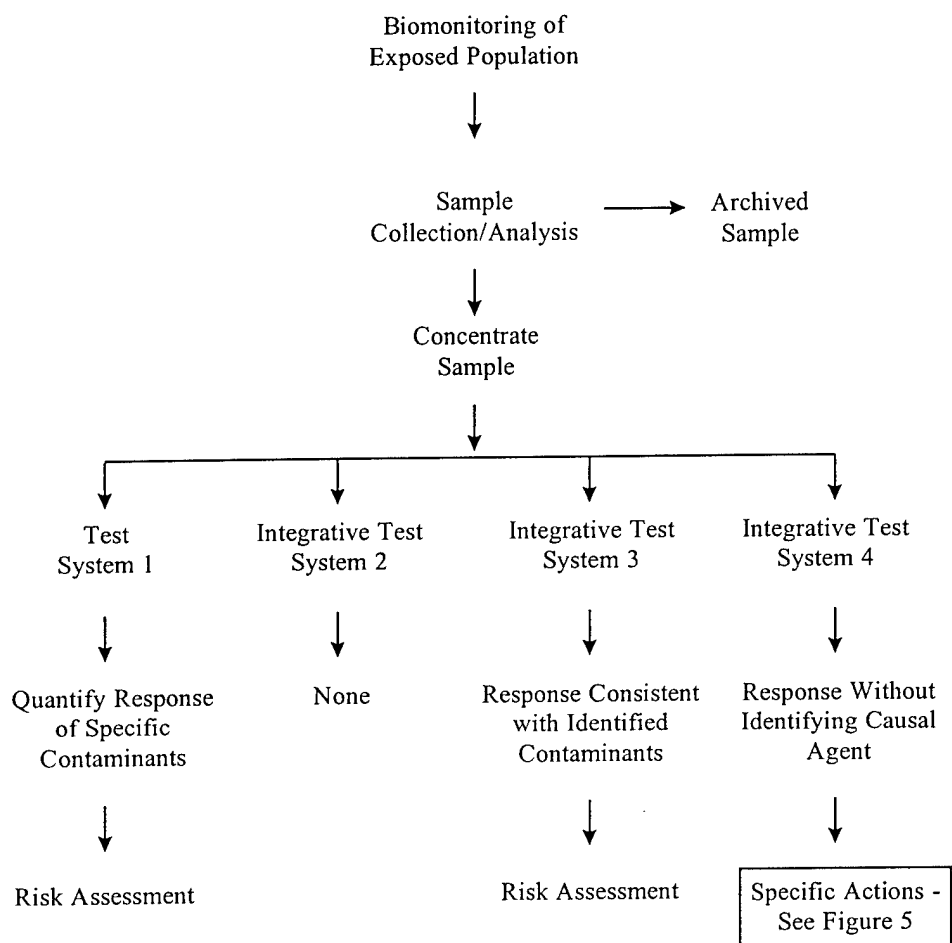 Biomonitoring of
Exposed Population
Sample
Collection/Analysis
Archived
Sample
Concentrate
Sample
Test
System 1
Integrative Test
System 2
Integrative Test
System 3
Integrative Test
System 4
Quantify Response
of Specific
Contaminants
None
Response Consistent
with Identified
Contaminants
Response Without
Identifying Causal
Agent
Risk Assessment
Risk Assessment
Specific Actions -
See Figure 5